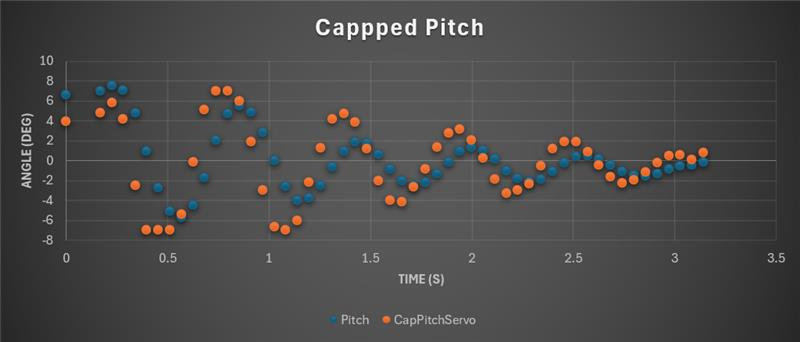 Cappped Pitch
10
8
6
4
2
0
-2
-4
-6
-8
ANGLE (DEG)
0 0.5 1 1.5 2 2.5 3 3.5
TIME (S)
Pitch CapPitchServo